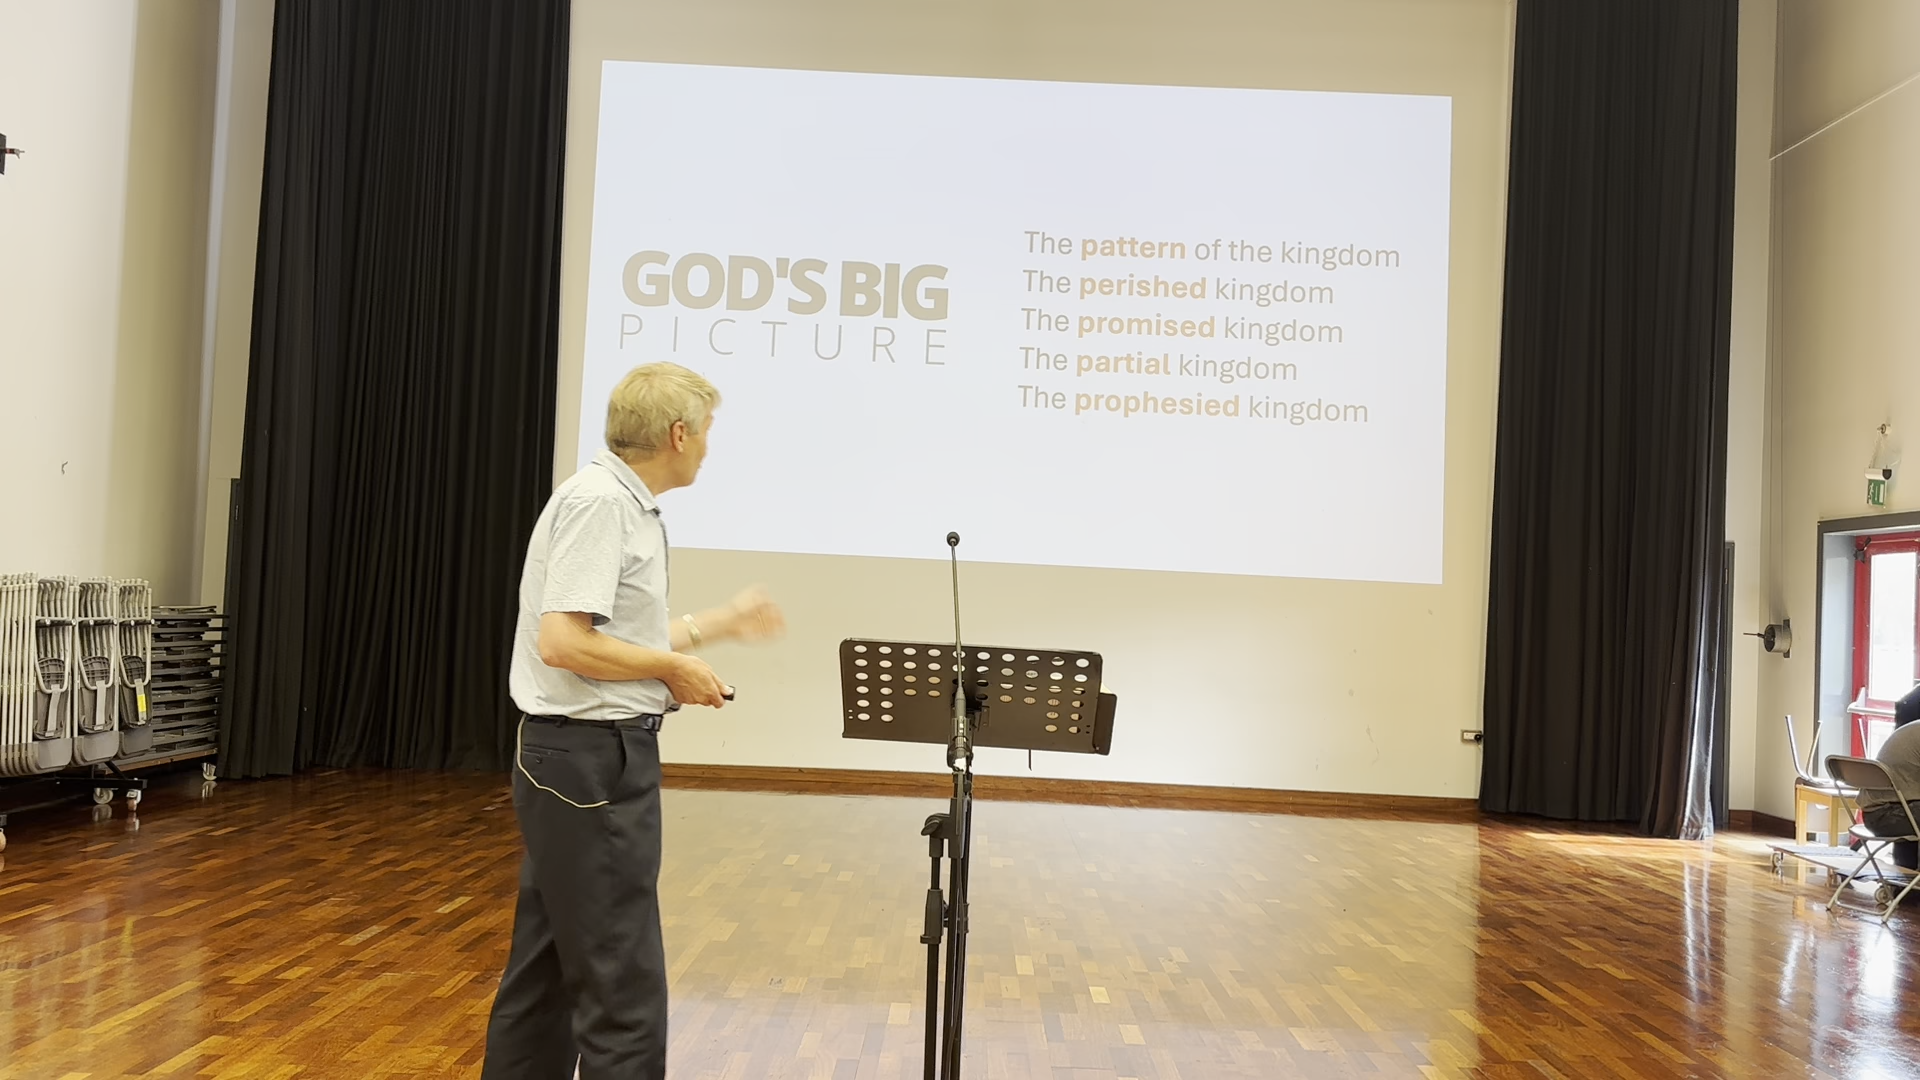 GOD'S BIG
PICTURE
The pattern of the kingdom
The perished kingdom
The promised kingdom
The partial kingdom
The prophesied kingdom